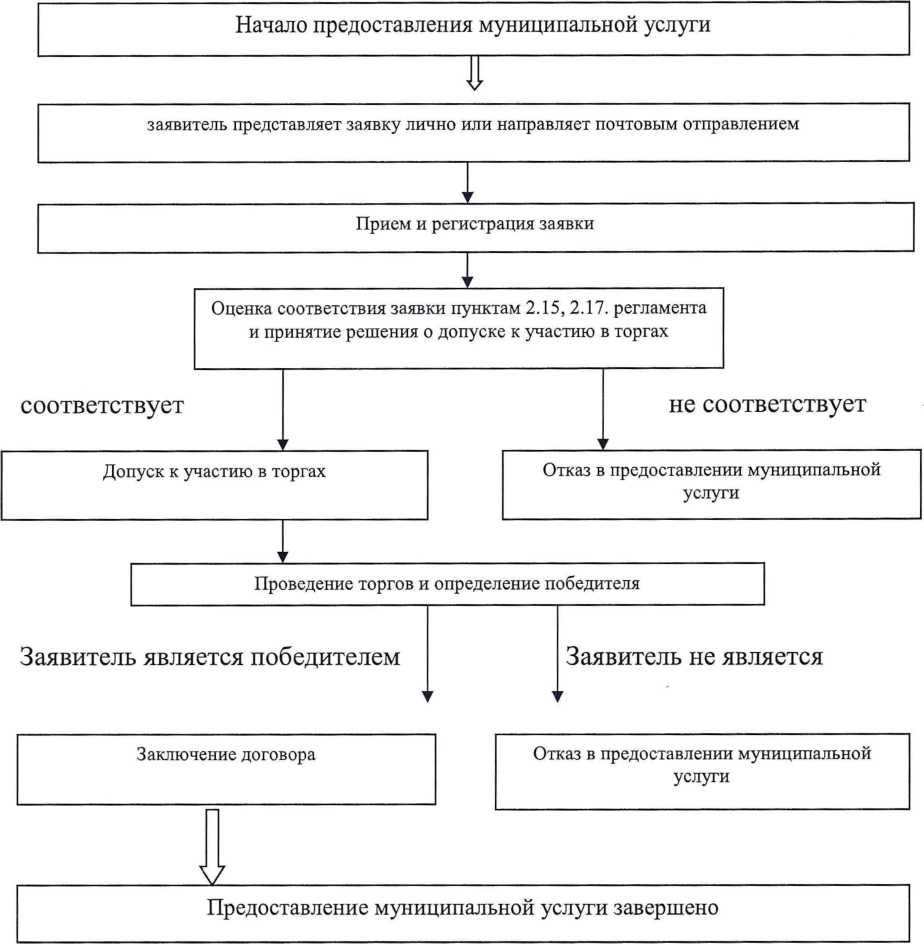 Начало предоставления муниципальной услуги
заявитель представляет заявку лично или направляет почтовым отправлением
Прием и регистрация заявки
Оценка соответствия заявки пунктам 2.15, 2.17. регламента
и принятие решения о допуске к участию в торгах
соответствует
не соответствует
Допуск к участию в торгах
Отказ в предоставлении муниципальной
услуги
Проведение торгов и определение победителя
Заявитель является победителем
Заявитель не является
Заключение договора
Отказ в предоставлении муниципальной
услуги
Предоставление муниципальной услуги завершено